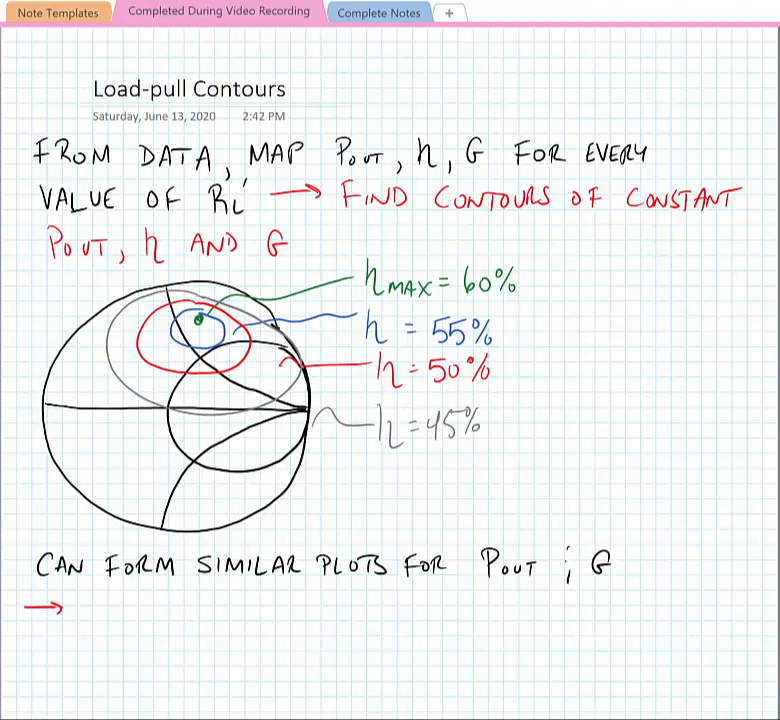 Note Templates
Completed During Video Recording
Complete Notes
+
Load-pull Contours
Saturday, June 13, 2020 2:42 PM
FROM DATA, MAP POUT, η, G FOR EVERY
VALUE OF RL' → FIND CONTOURS OF CONSTANT
POUT, η AND G
ηMAX = 60%
η = 55%
η = 50%
η = 45%
CAN FORM SIMILAR PLOTS FOR POUT ; G
→